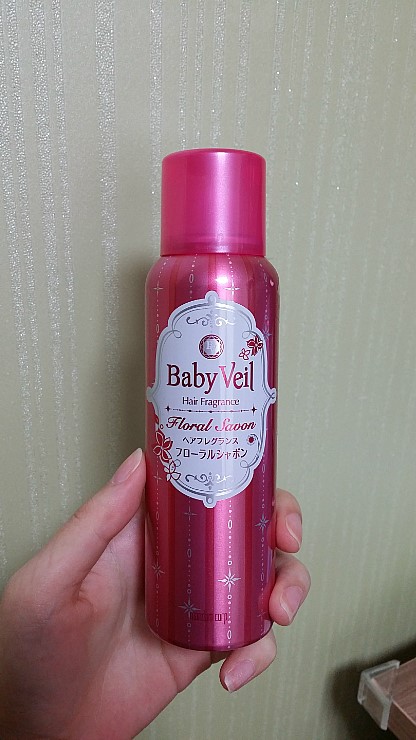 Baby Veil
Hair Fragrance
Floral Savon
ヘアフレグランス
フローラルシャボン